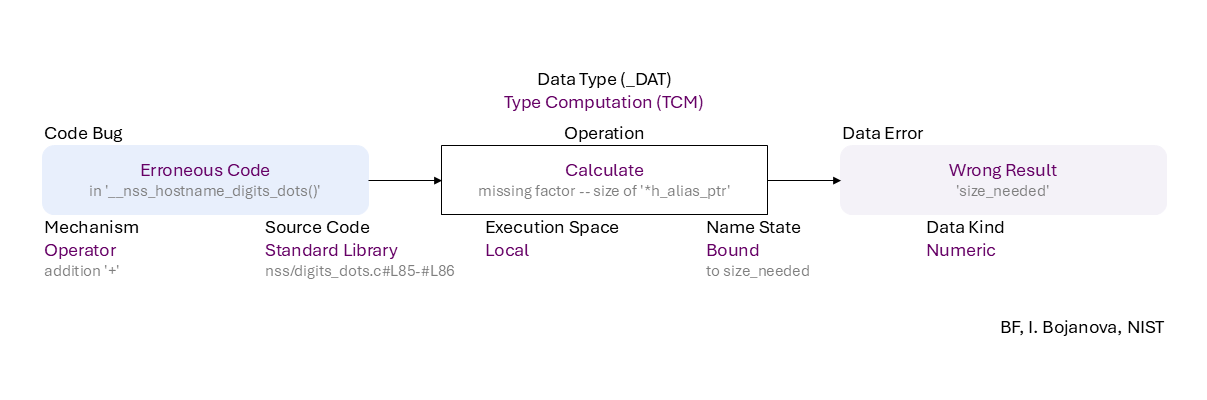 Data Type (_DAT)
Type Computation (TCM)
Code Bug
Operation
Data Error
Erroneous Code
in '__nss_hostname_digits_dots()'
Calculate
missing factor -- size of '*h_alias_ptr'
Wrong Result
'size_needed'
Mechanism
Operator
addition '+'
Source Code
Standard Library
nss/digits_dots.c#L85-#L86
Execution Space
Local
Name State
Bound
to size_needed
Data Kind
Numeric
BF, I. Bojanova, NIST